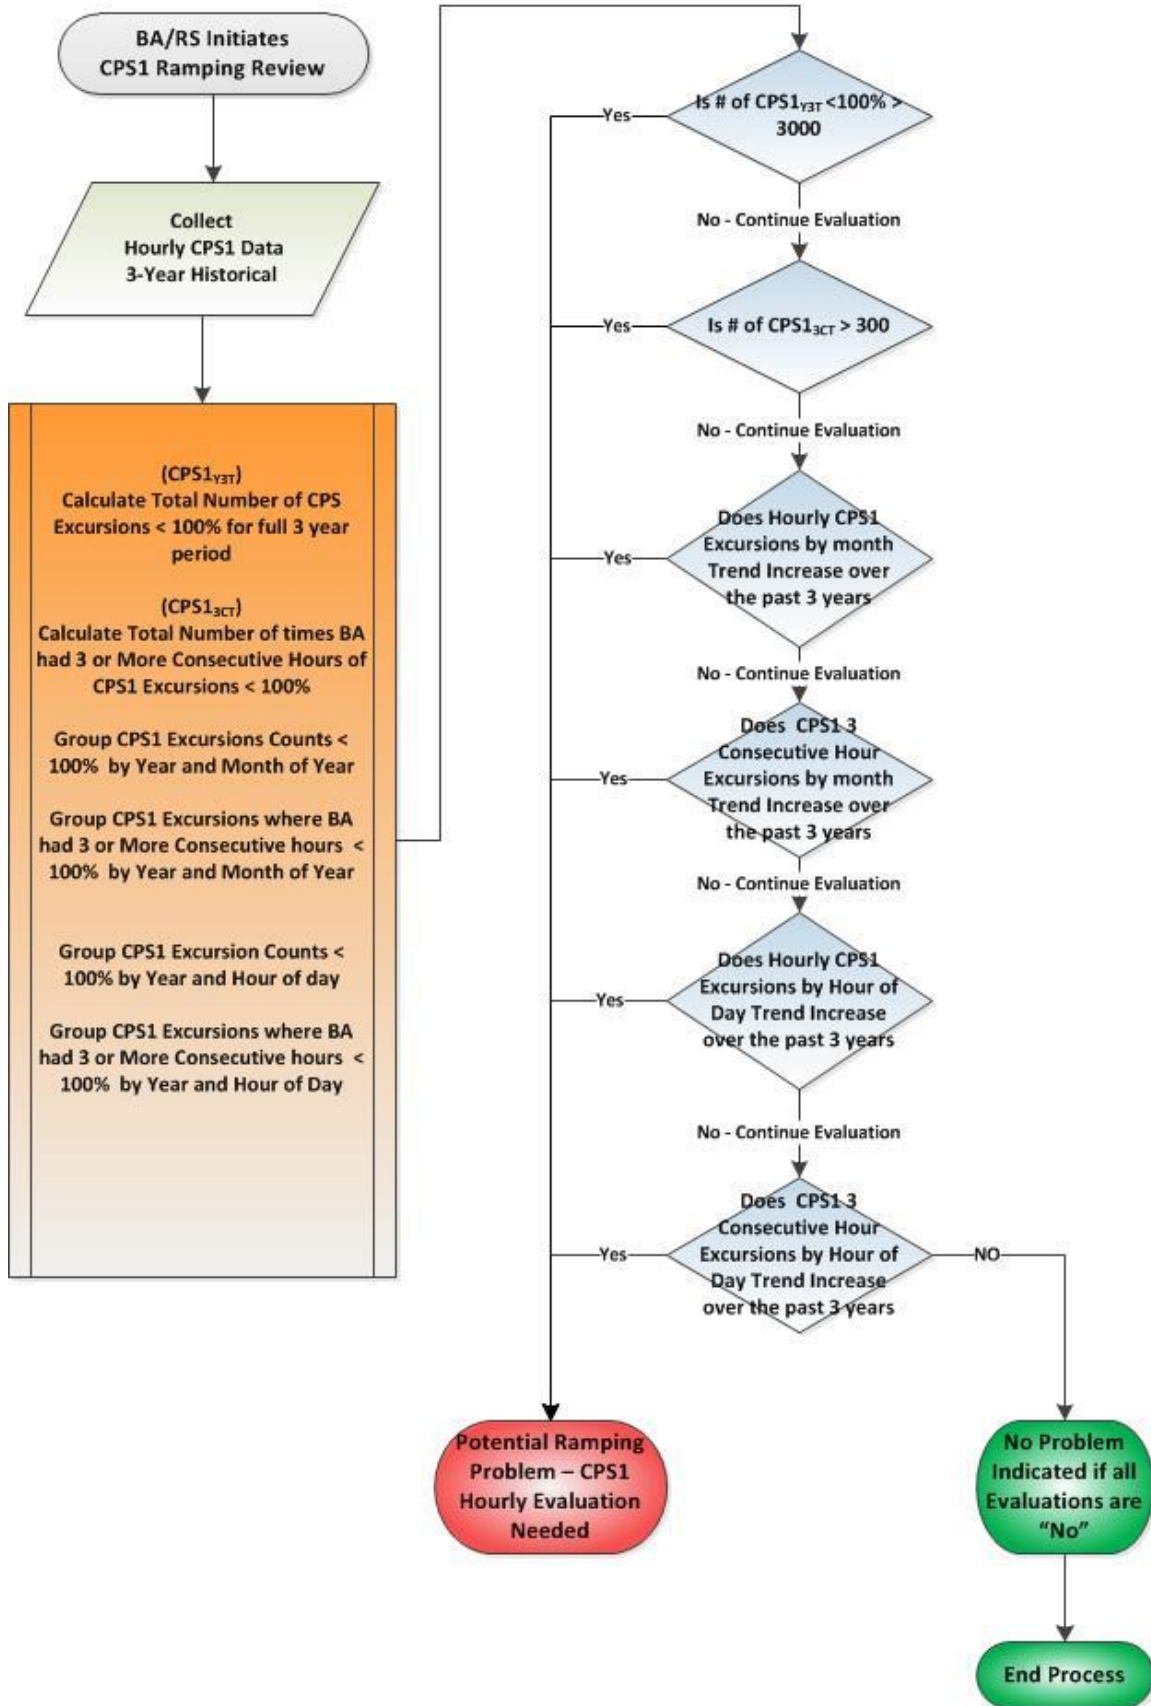 BA/RS Initiates
CPS1 Ramping Review
Collect
Hourly CPS1 Data
3-Year Historical
(CPS1Y3T)
Calculate Total Number of CPS
Excursions < 100% for full 3 year
period
(CPS13CT)
Calculate Total Number of times BA
had 3 or More Consecutive Hours of
CPS1 Excursions < 100%
Group CPS1 Excursions Counts <
100% by Year and Month of Year
Group CPS1 Excursions where BA
had 3 or More Consecutive hours <
100% by Year and Month of Year
Group CPS1 Excursion Counts <
100% by Year and Hour of day
Group CPS1 Excursions where BA
had 3 or More Consecutive hours <
100% by Year and Hour of Day
Is # of CPS1Y3T <100% >
3000
Yes
No - Continue Evaluation
Is # of CPS13CT > 300
Yes
No - Continue Evaluation
Does Hourly CPS1
Excursions by month
Trend Increase over
the past 3 years
Yes
No - Continue Evaluation
Does CPS1 3
Consecutive Hour
Excursions by month
Trend Increase over
the past 3 years
Yes
No - Continue Evaluation
Does Hourly CPS1
Excursions by Hour of
Day Trend Increase
over the past 3 years
Yes
No - Continue Evaluation
Does CPS1 3
Consecutive Hour
Excursions by Hour of
Day Trend Increase
over the past 3 years
Yes
NO
Potential Ramping
Problem – CPS1
Hourly Evaluation
Needed
No Problem
Indicated if all
Evaluations are
“No”
End Process